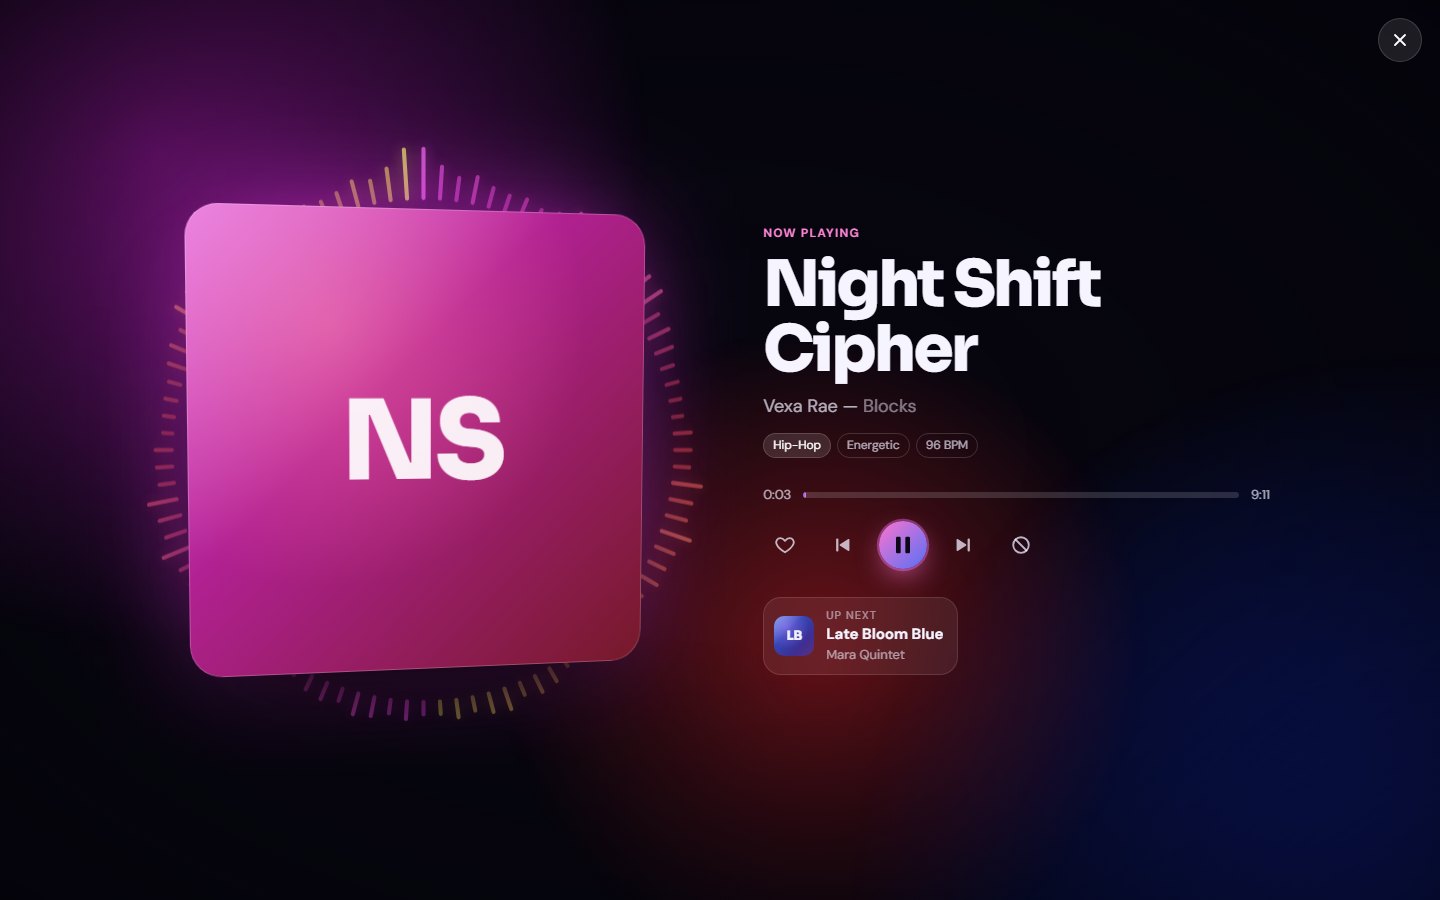 NS
NOW PLAYING
Night Shift
Cipher
Vexa Rae — Blocks
Hip-Hop
Energetic
96 BPM
0:03
9:11
LB
UP NEXT
Late Bloom Blue
Mara Quintet